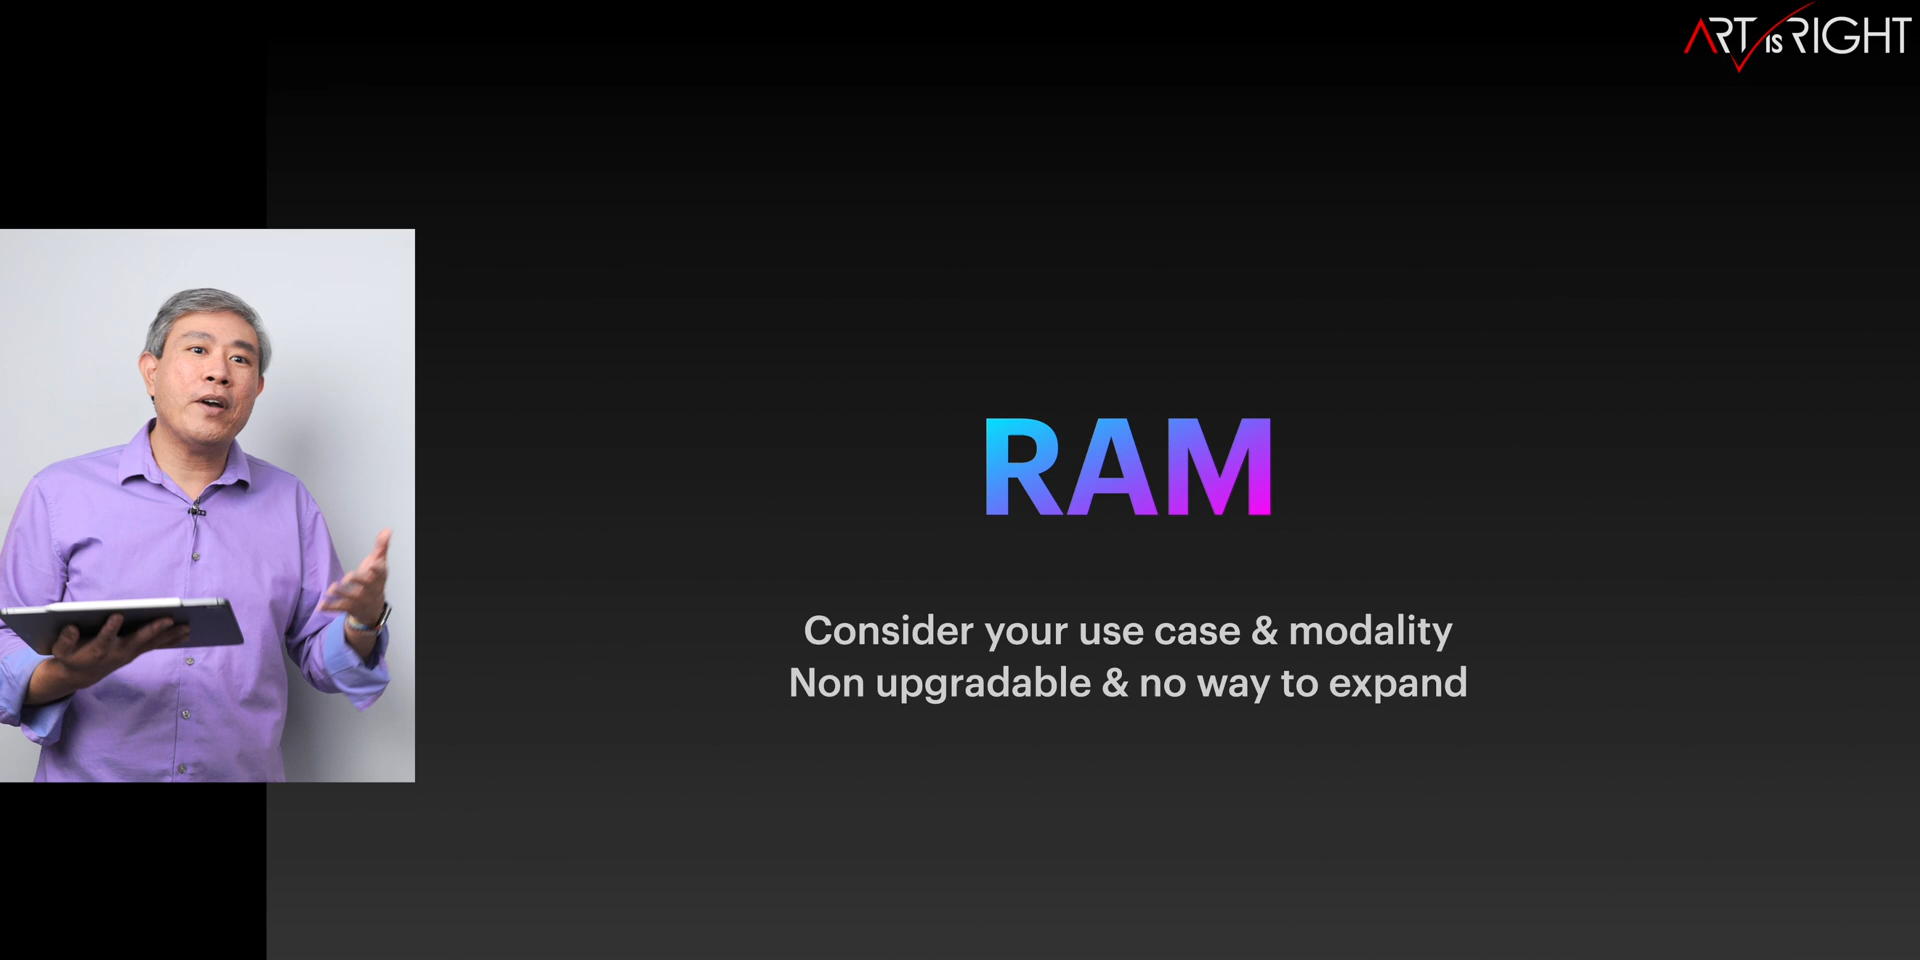 ART IS RIGHT
RAM
Consider your use case & modality
Non upgradable & no way to expand